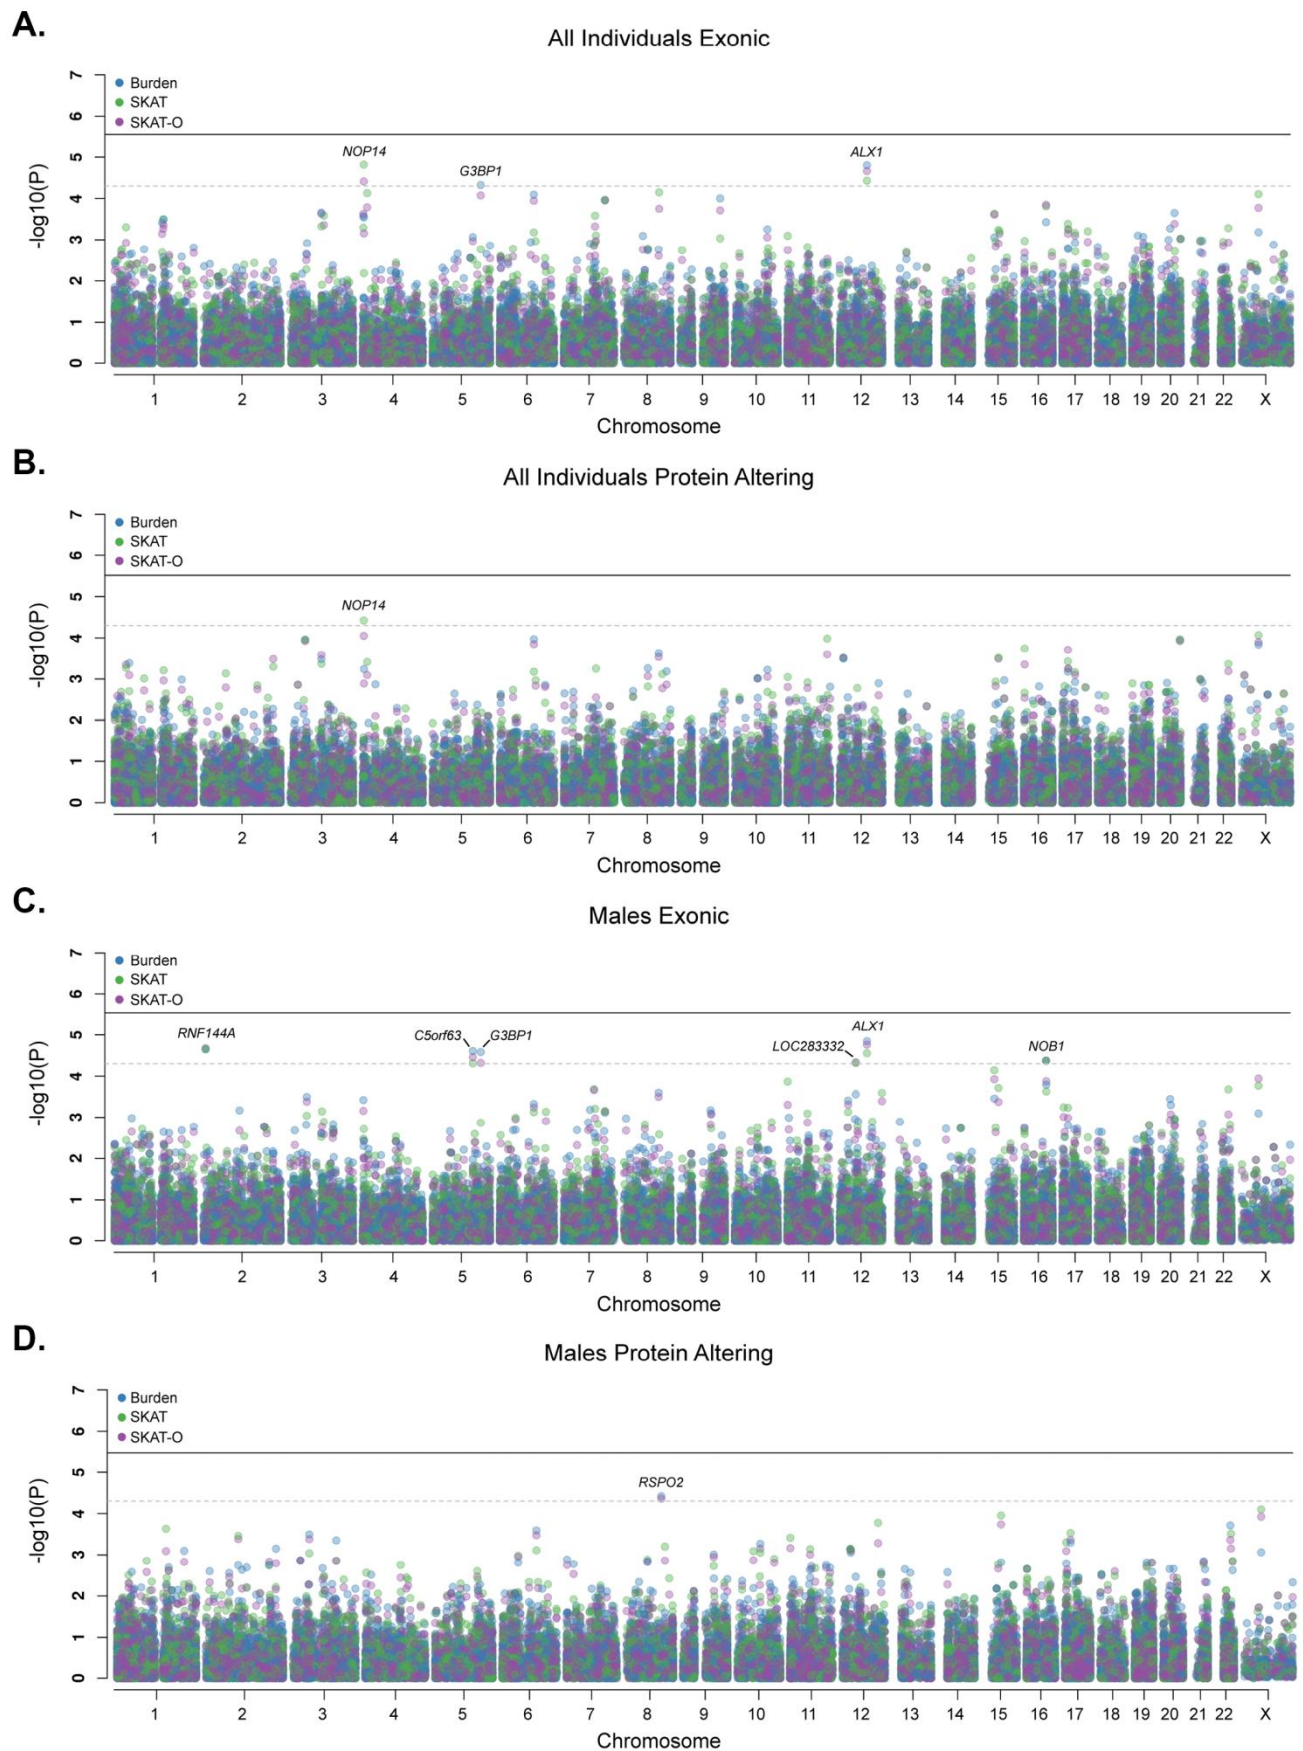 A.
All Individuals Exonic
7
6
5
4
3
2
1
0
-log10(P)
Burden
SKAT
SKAT-O
NOP14
G3BP1
ALX1
1 2 3 4 5 6 7 8 9 10 11 12 13 14 15 16 17 18 19 20 21 22 X
Chromosome
B.
All Individuals Protein Altering
7
6
5
4
3
2
1
0
-log10(P)
Burden
SKAT
SKAT-O
NOP14
1 2 3 4 5 6 7 8 9 10 11 12 13 14 15 16 17 18 19 20 21 22 X
Chromosome
C.
Males Exonic
7
6
5
4
3
2
1
0
-log10(P)
Burden
SKAT
SKAT-O
RNF144A
C5orf63
G3BP1
LOC283332
ALX1
NOB1
1 2 3 4 5 6 7 8 9 10 11 12 13 14 15 16 17 18 19 20 21 22 X
Chromosome
D.
Males Protein Altering
7
6
5
4
3
2
1
0
-log10(P)
Burden
SKAT
SKAT-O
RSPO2
1 2 3 4 5 6 7 8 9 10 11 12 13 14 15 16 17 18 19 20 21 22 X
Chromosome